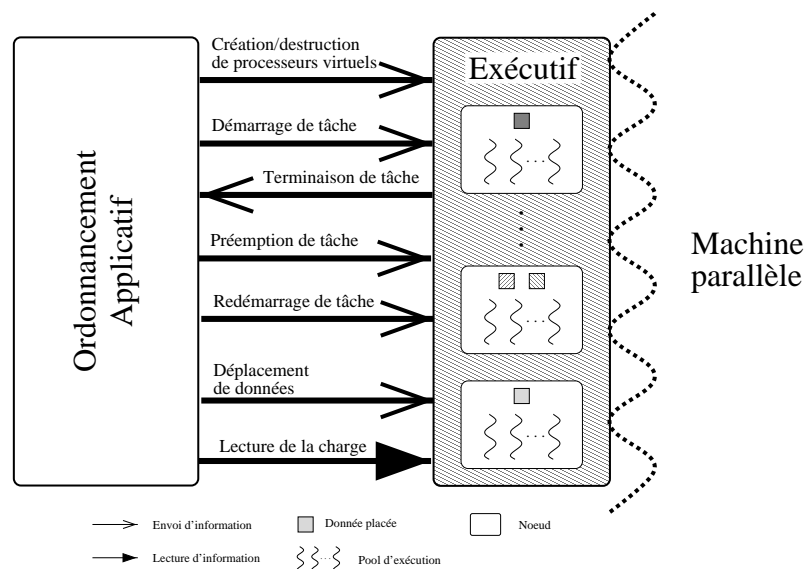 Ordonnancement
Applicatif
Création/destruction
de processeurs virtuels
Démarrage de tâche
Terminaison de tâche
Préemption de tâche
Redémarrage de tâche
Déplacement
de données
Lecture de la charge
Exécutif
Machine
parallèle
Envoi d'information
Donnée placée
Noeud
Lecture d'information
Pool d'exécution